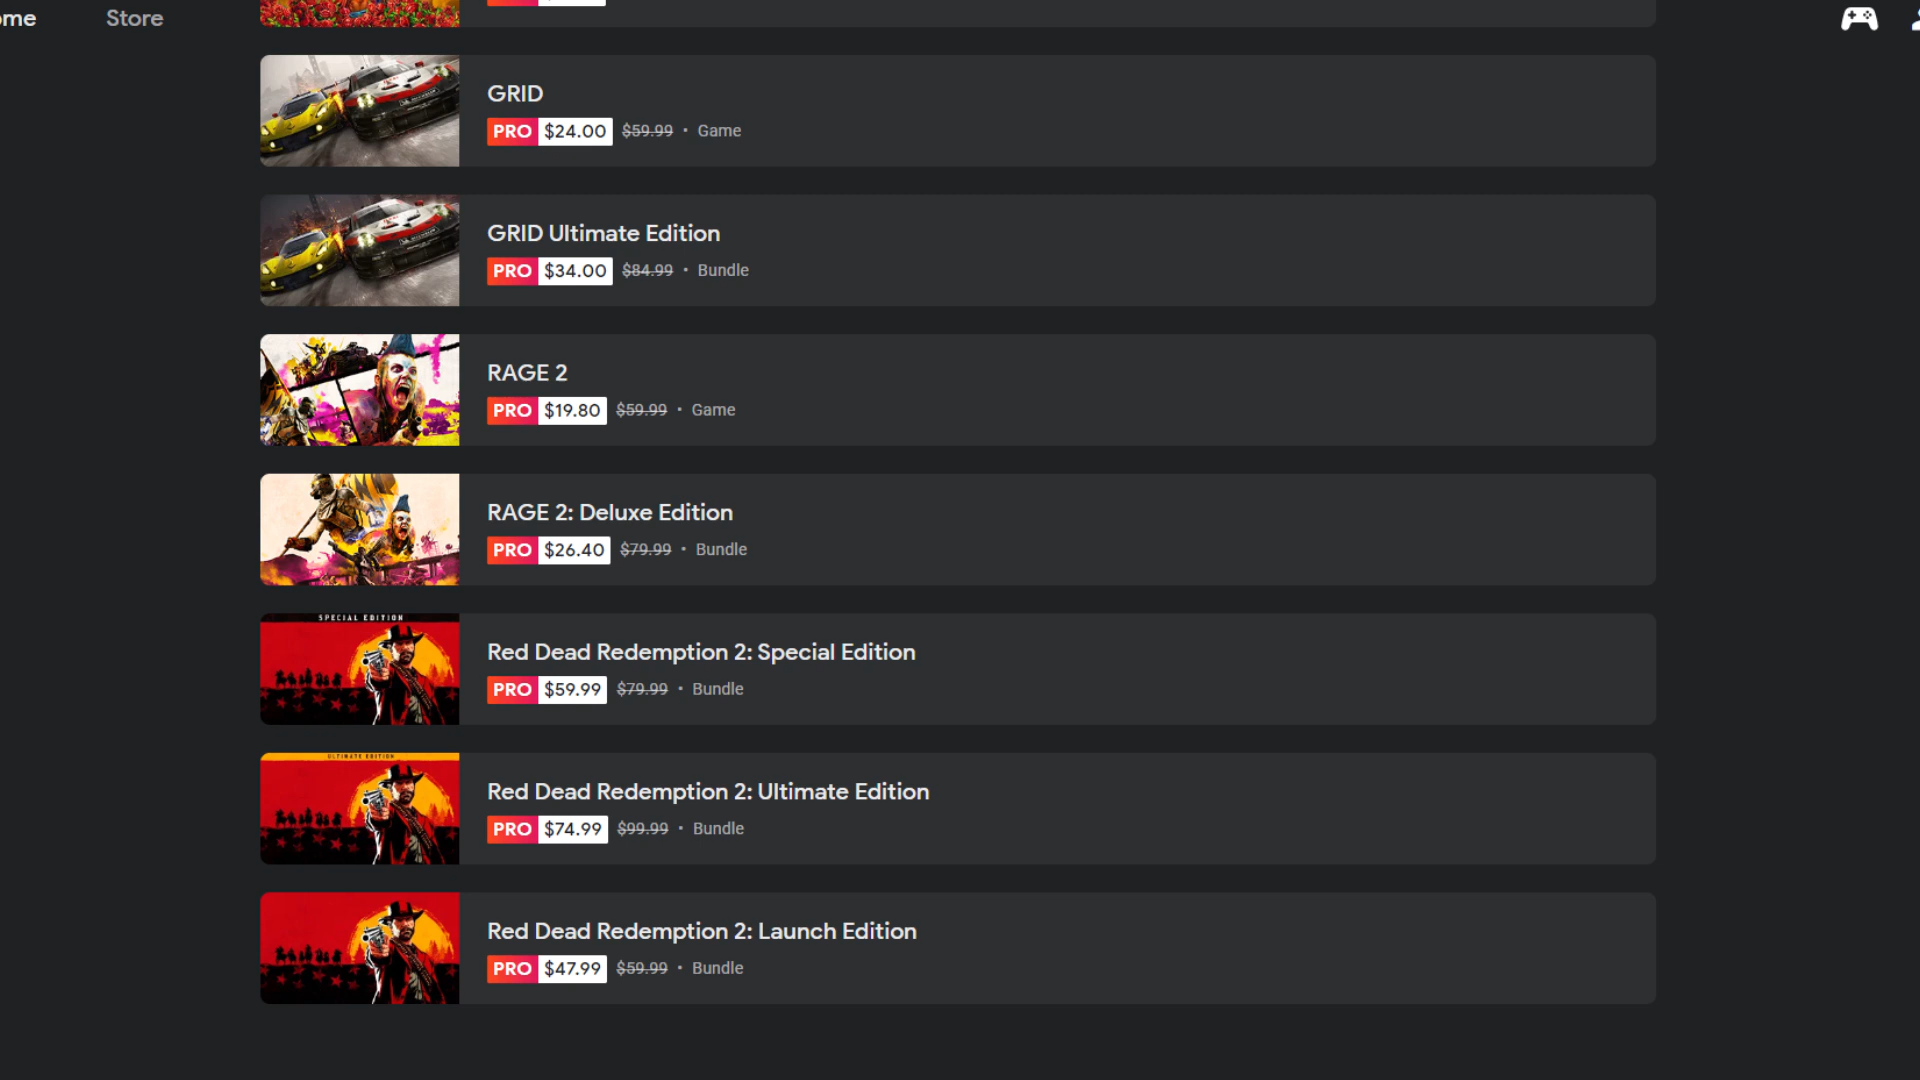 ome
Store
GRID
PRO $24.00 $59.99 • Game
GRID Ultimate Edition
PRO $34.00 $84.99 • Bundle
RAGE 2
PRO $19.80 $59.99 • Game
RAGE 2: Deluxe Edition
PRO $26.40 $79.99 • Bundle
SPECIAL EDITION
Red Dead Redemption 2: Special Edition
PRO $59.99 $79.99 • Bundle
ULTIMATE EDITION
Red Dead Redemption 2: Ultimate Edition
PRO $74.99 $99.99 • Bundle
Red Dead Redemption 2: Launch Edition
PRO $47.99 $59.99 • Bundle